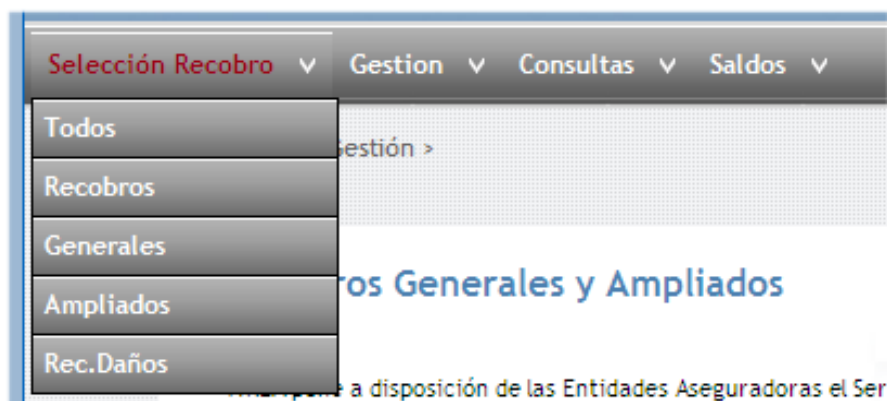 Selección Recobro Gestion Consultas Saldos
Todos
estión >
Recobros
Generales
ros Generales y Ampliados
Ampliados
Rec.Daños
a disposición de las Entidades Aseguradoras el Ser